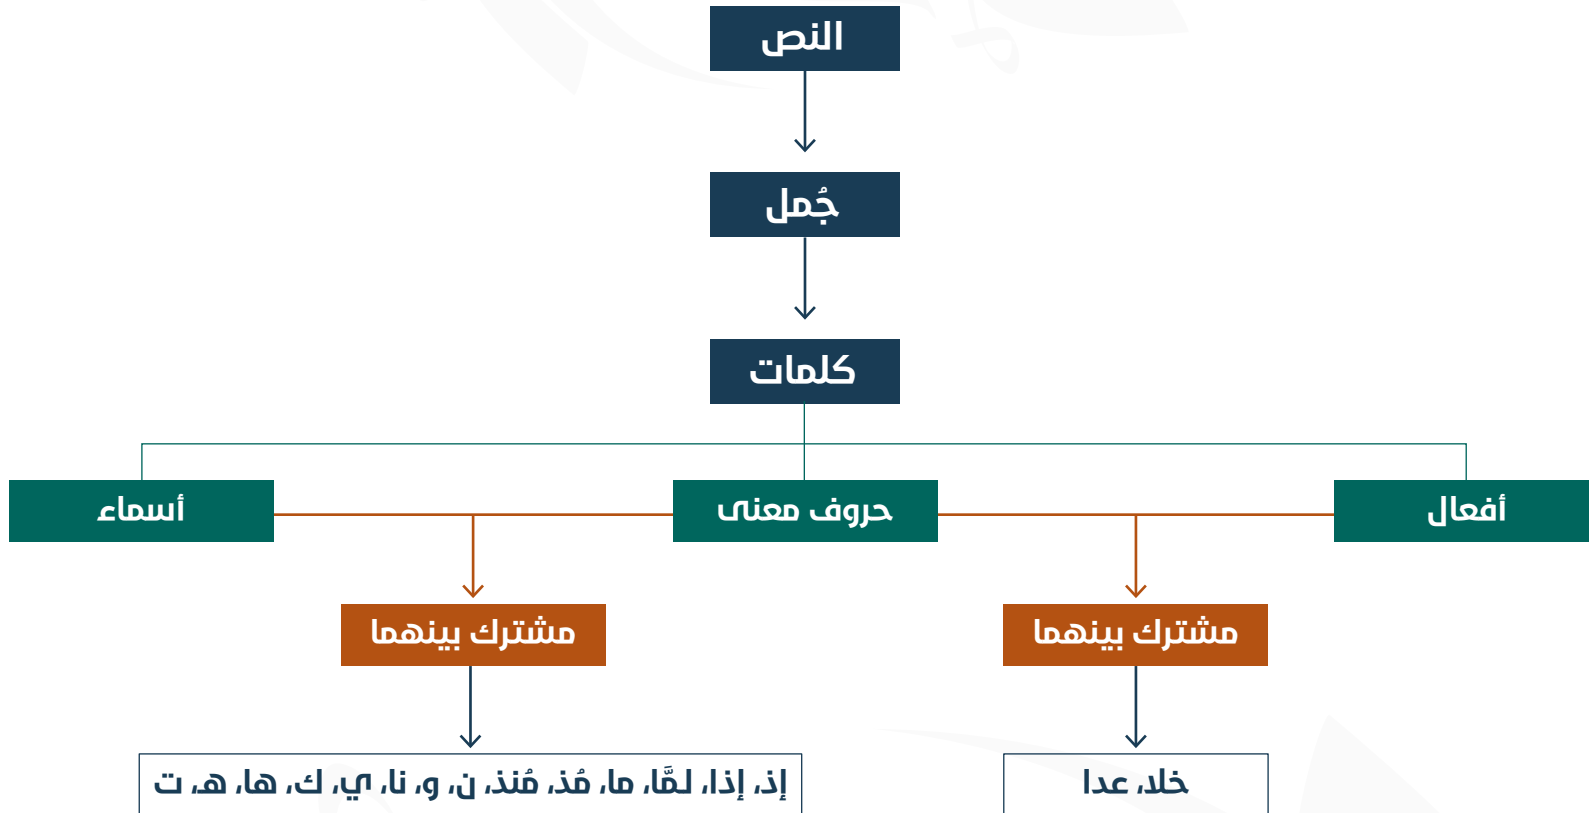 النص
جُمل
كلمات
أفعال
حروف معنى
أسماء
مشترك بينهما
مشترك بينهما
خلا، عدا
إذ، إذا، لمَّا، ما، مُذ، مُنذ، ن، و، نا، ي، ك، ها، هـ، ت